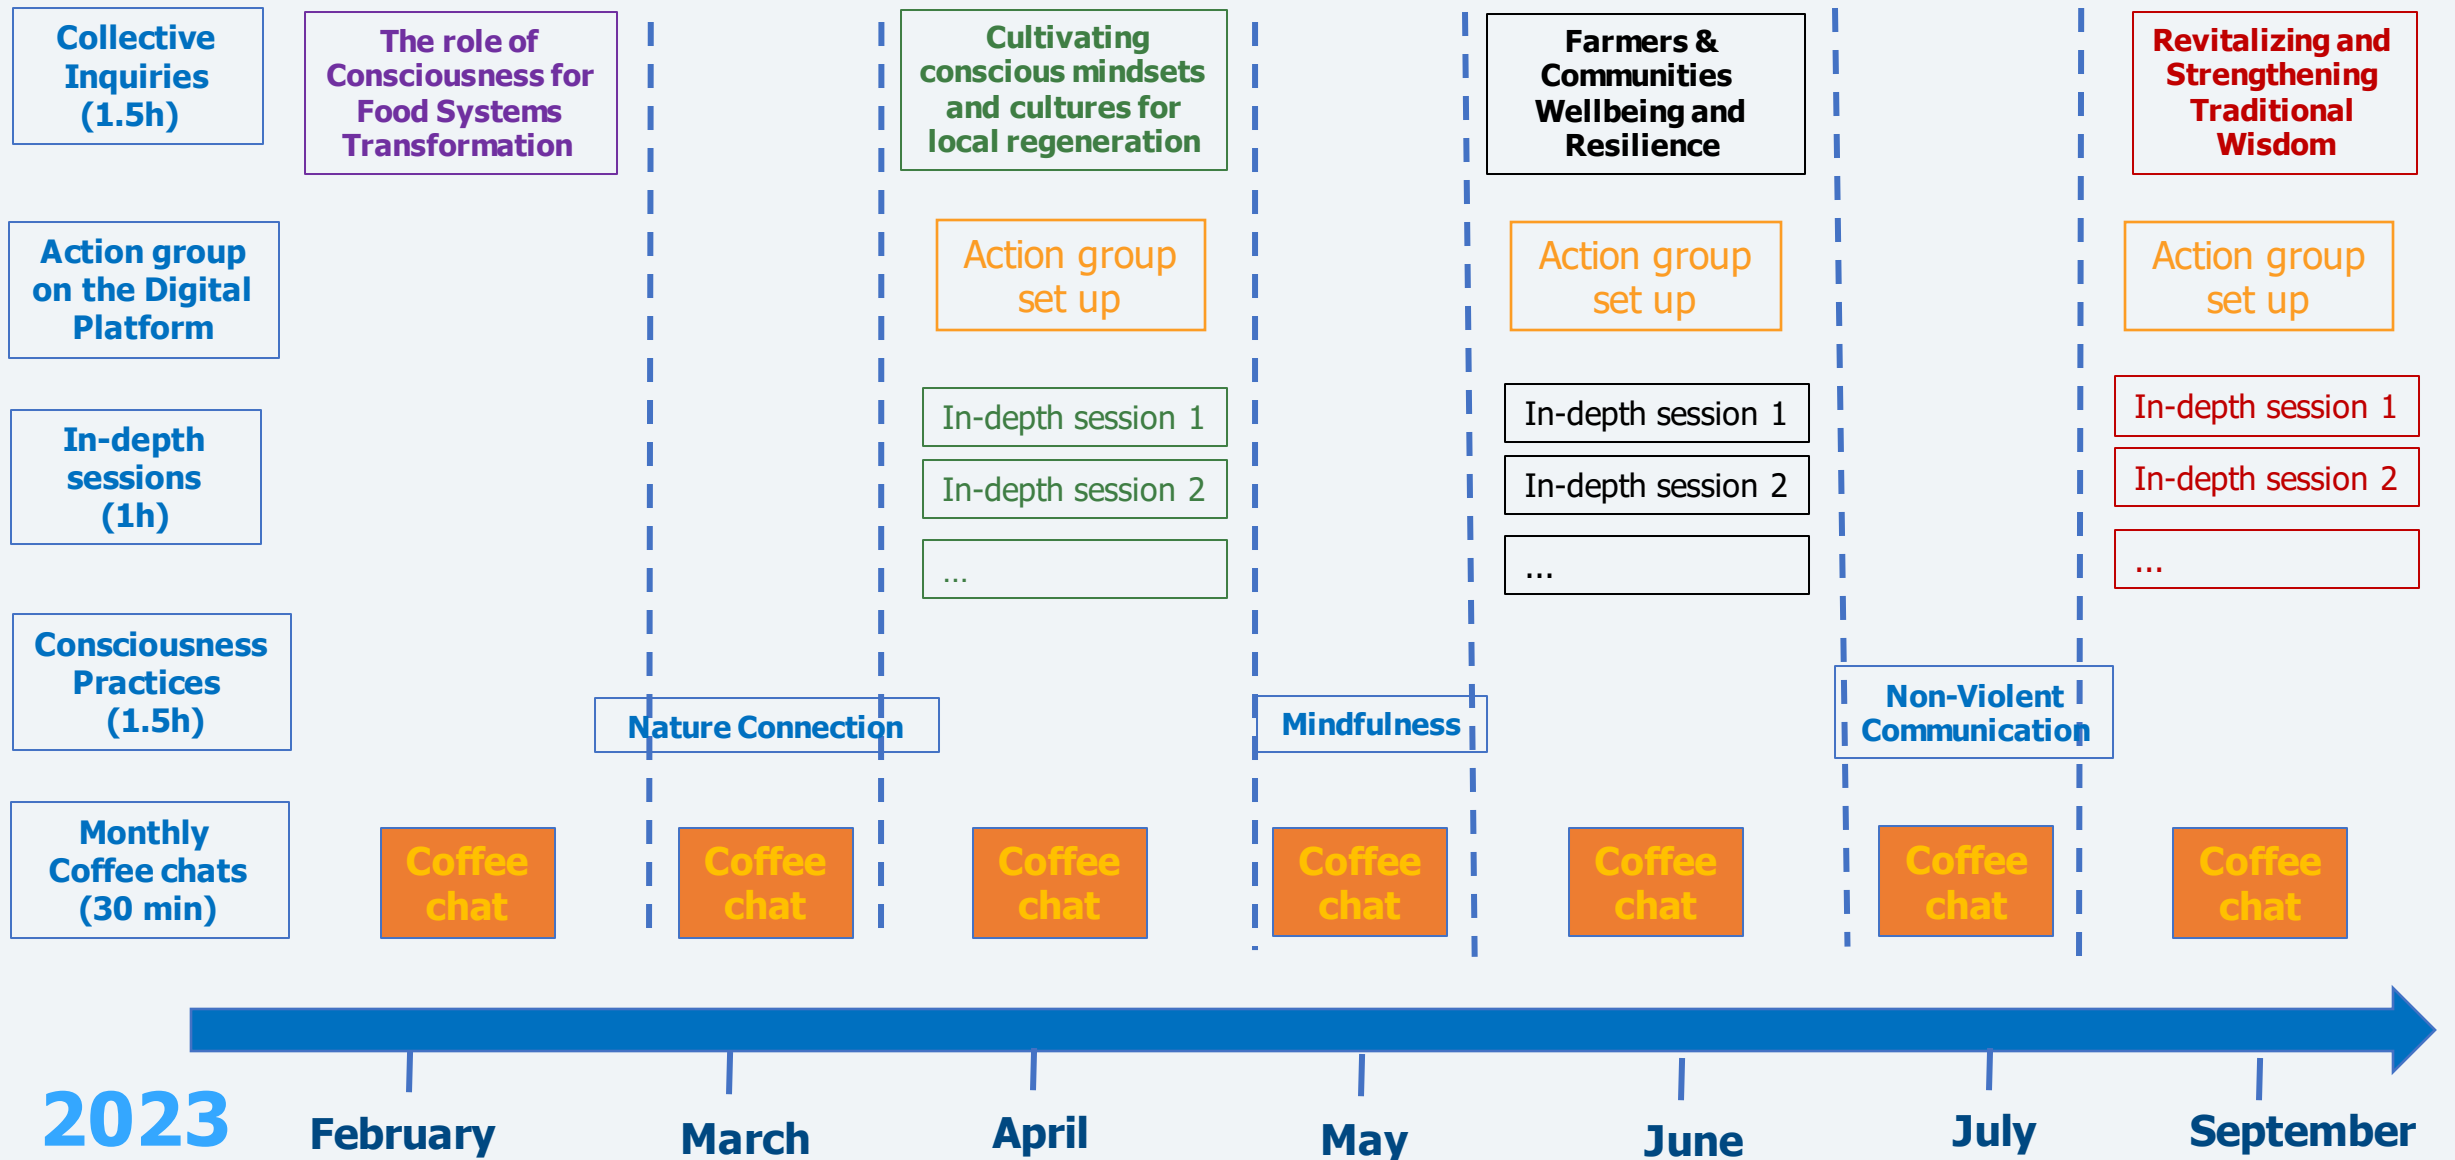 Collective
Inquiries
(1.5h)
The role of
Consciousness for
Food Systems
Transformation
Cultivating
conscious mindsets
and cultures for
local regeneration
Farmers &
Communities
Wellbeing and
Resilience
Revitalizing and
Strengthening
Traditional
Wisdom
Action group
on the Digital
Platform
Action group
set up
Action group
set up
Action group
set up
In-depth
sessions
(1h)
In-depth session 1
In-depth session 2
...
In-depth session 1
In-depth session 2
...
In-depth session 1
In-depth session 2
...
Consciousness
Practices
(1.5h)
Nature Connection
Mindfulness
Non-Violent
Communication
Monthly
Coffee chats
(30 min)
Coffee
chat
Coffee
chat
Coffee
chat
Coffee
chat
Coffee
chat
Coffee
chat
Coffee
chat
2023
February
March
April
May
June
July
September